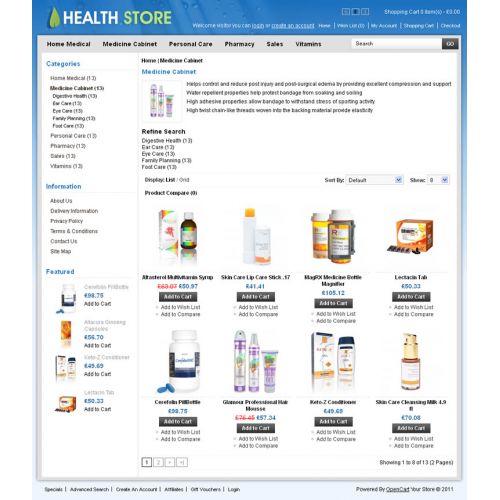 HEALTH STORE
Shopping Cart 0 item(s) - £0.00
Welcome visitor you can login or create an account.
Home | Wish List (0) | My Account | Shopping Cart | Checkout
Home Medical Medicine Cabinet Personal Care Pharmacy Sales Vitamins
Search GO
Categories
Home Medical (13)
Medicine Cabinet (13)
Digestive Health (13)
Ear Care (13)
Eye Care (13)
Family Planning (13)
Foot Care (13)
Personal Care (13)
Pharmacy (13)
Sales (13)
Vitamins (13)
Information
About Us
Delivery Information
Privacy Policy
Terms & Conditions
Contact Us
Site Map
Featured
Cerefolin PillBottle
€98.75
Add to Cart
Altacura Ginseng Capsules
€56.70
Add to Cart
Keto-Z Conditioner
€49.69
Add to Cart
Lectacin Tab
€50.33
Add to Cart
Home | Medicine Cabinet
Medicine Cabinet
Helps control and reduce post injury and post-surgical edema by providing excellent compression and support
Water repellent properties help protect bandage from soaking and soiling
High adhesive properties allow bandage to withstand stress of sporting activity
High twist chain-like threads woven into the backing material provide elasticity
Refine Search
Digestive Health (13)
Ear Care (13)
Eye Care (13)
Family Planning (13)
Foot Care (13)
Display: List / Grid
Sort By: Default
Show: 8
Product Compare (0)
Altasterol Multivitamin Syrup
€63.07 €50.97
Add to Cart
Add to Wish List
Add to Compare
Skin Care Lip Care Stick .17
€41.41
Add to Cart
Add to Wish List
Add to Compare
MagRX Medicine Bottle Magnifier
€105.12
Add to Cart
Add to Wish List
Add to Compare
Lectacin Tab
€50.33
Add to Cart
Add to Wish List
Add to Compare
Cerefolin PillBottle
€98.75
Add to Cart
Add to Wish List
Add to Compare
Glamour Professional Hair Mousse
€76.45 €57.34
Add to Cart
Add to Wish List
Add to Compare
Keto-Z Conditioner
€49.69
Add to Cart
Add to Wish List
Add to Compare
Skin Care Cleansing Milk 4.9 fl
€70.08
Add to Cart
Add to Wish List
Add to Compare
1 2 > >|
Showing 1 to 8 of 13 (2 Pages)
Specials | Advanced Search | Create An Account | Affiliates | Gift Vouchers | Login
Powered By OpenCart Your Store © 2011